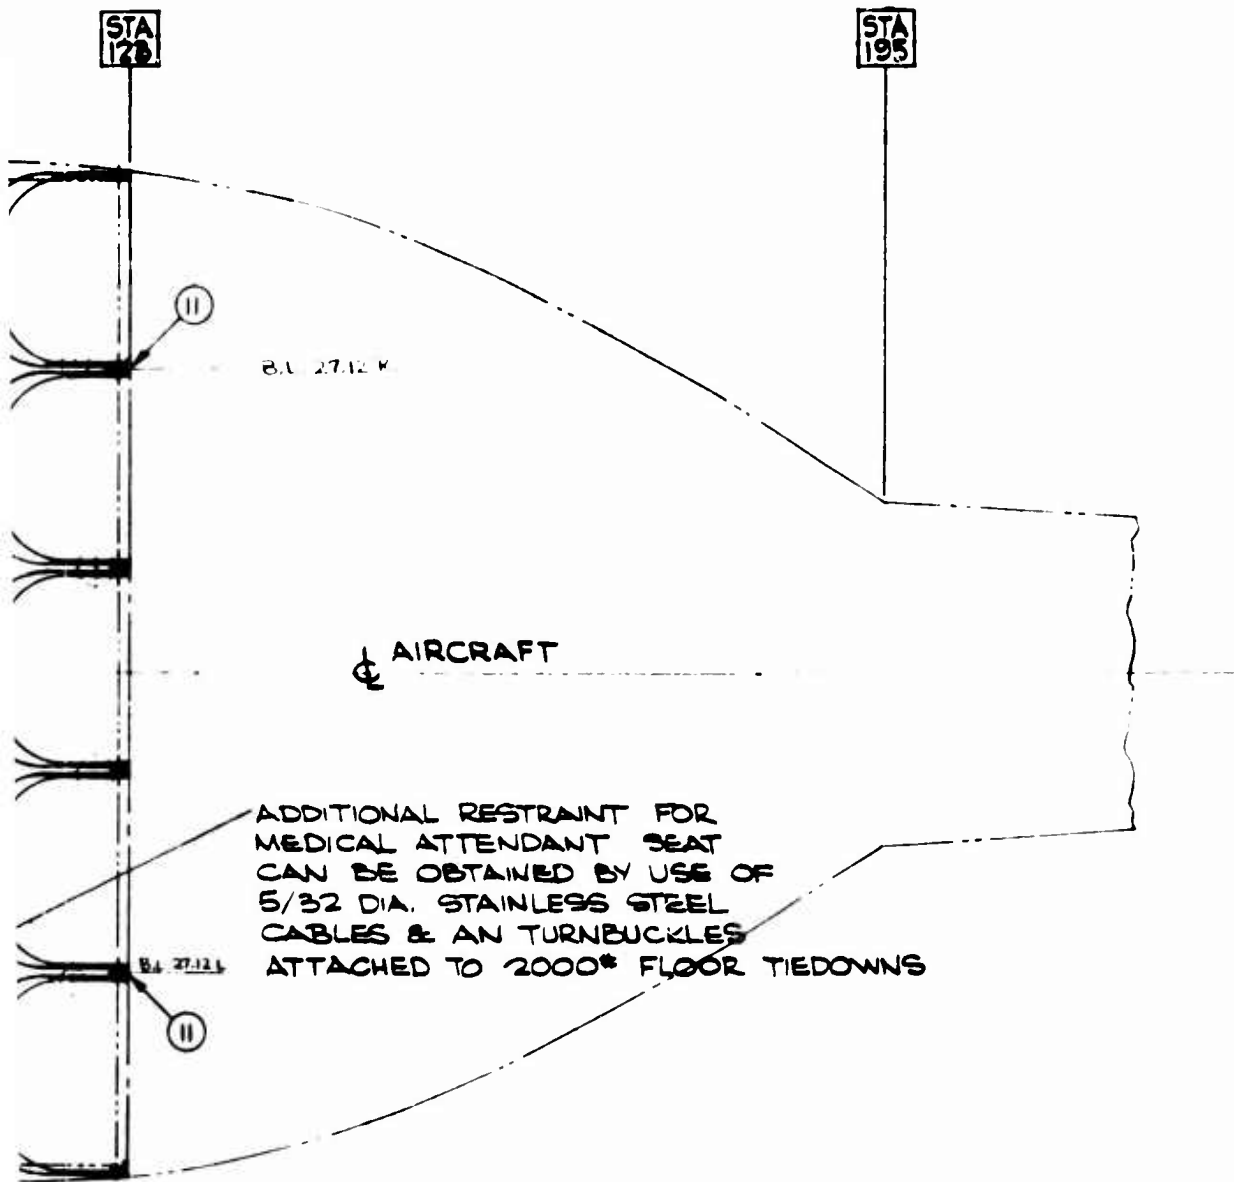 STA
128
STA
195
11
B.L. 27.12 R
℄ AIRCRAFT
ADDITIONAL RESTRAINT FOR
MEDICAL ATTENDANT SEAT
CAN BE OBTAINED BY USE OF
5/32 DIA. STAINLESS STEEL
CABLES & AN TURNBUCKLES
ATTACHED TO 2000# FLOOR TIEDOWNS
B.L. 27.12 L
11